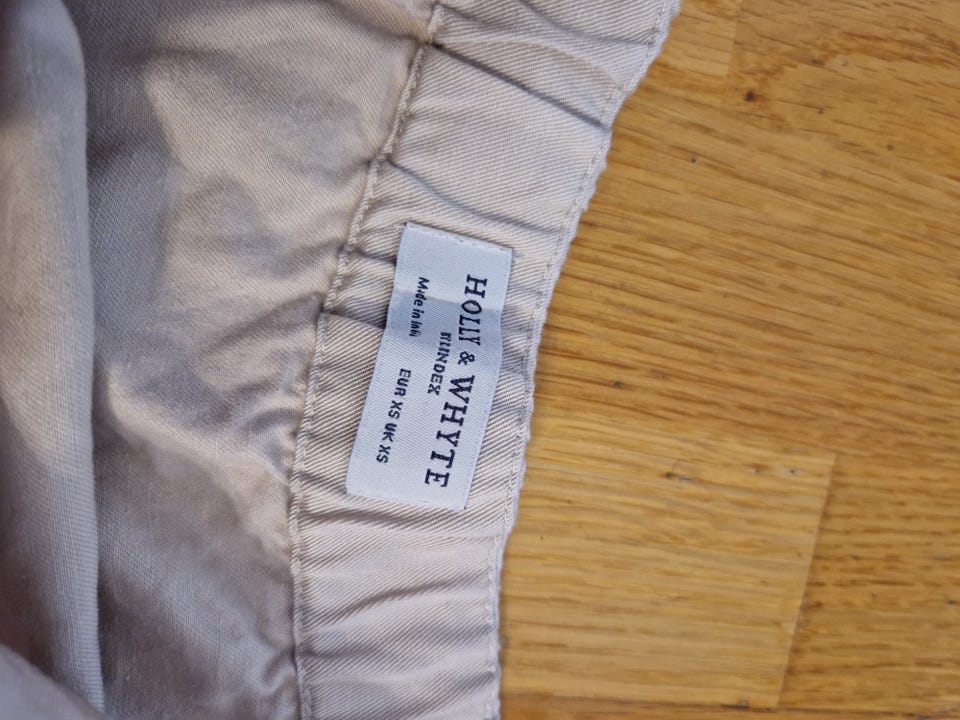 HOLLY & WHYTE
LINDEX
EUR XS UK XS
Made in